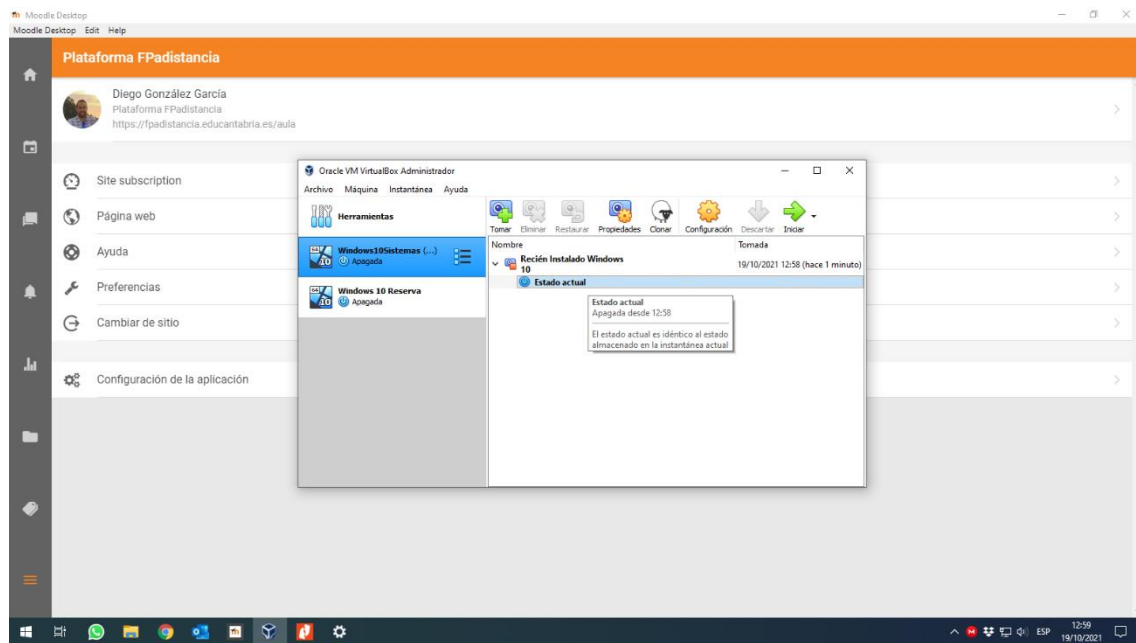 Moodle Desktop
Moodle Desktop Edit Help
Plataforma FPadistancia
Diego González García
Plataforma FPadistancia
https://fpadistancia.educantabria.es/aula
Site subscription
Página web
Ayuda
Preferencias
Cambiar de sitio
Configuración de la aplicación
Oracle VM VirtualBox Administrador
Archivo Máquina Instantánea Ayuda
Herramientas
Windows10Sistemas (...)
Apagada
Windows 10 Reserva
Apagada
Tomar Eliminar Restaurar Propiedades Clonar Configuración Descartar Iniciar
Nombre Tomada
Recién Instalado Windows
10
19/10/2021 12:58 (hace 1 minuto)
Estado actual
Estado actual
Apagada desde 12:58
El estado actual es idéntico al estado
almacenado en la instantánea actual
ESP
12:59
19/10/2021